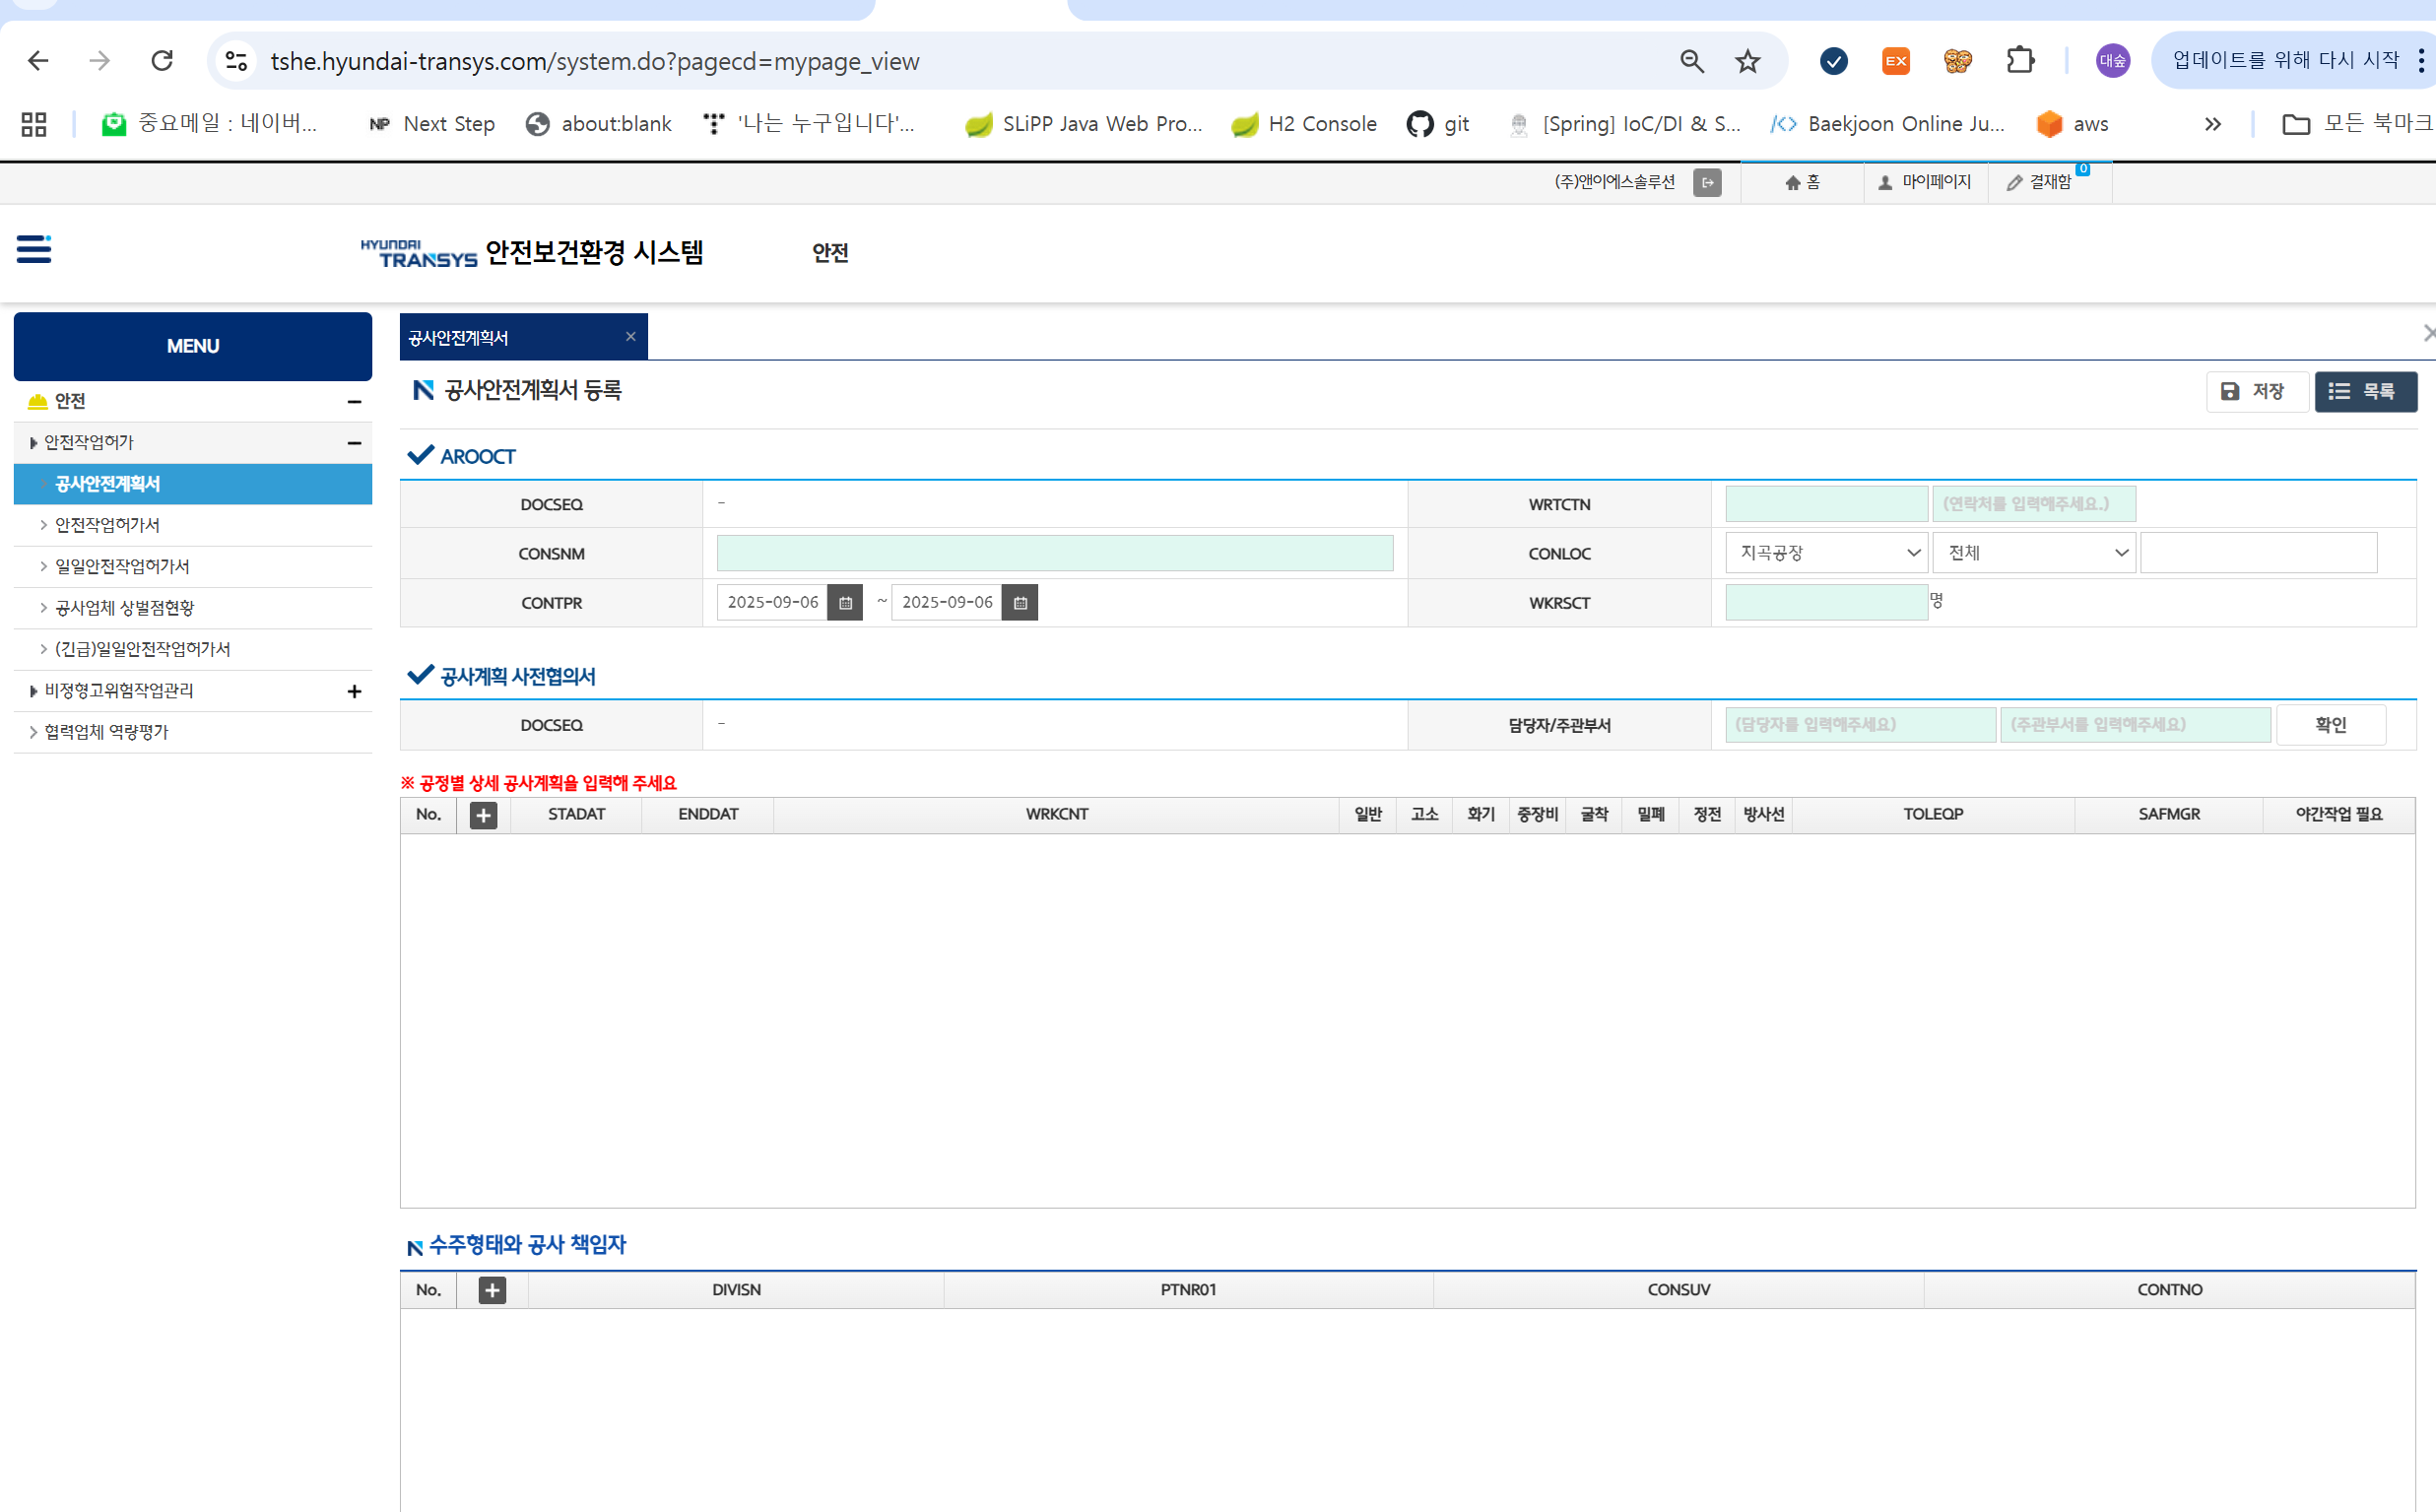 tshe.hyundai-transys.com/system.do?pagecd=mypage_view
EX
대숲
업데이트를 위해 다시 시작
중요메일 : 네이버...
NP Next Step
about:blank
'나는 누구입니다'...
SLiPP Java Web Pro...
H2 Console
git
[Spring] IoC/DI & S...
Baekjoon Online Ju...
aws
모든 북마크
(주)앤이에스솔루션
홈
마이페이지
결재함
0
HYUNDAI
TRANSYS 안전보건환경 시스템
안전
MENU
안전
안전작업허가
공사안전계획서
안전작업허가서
일일안전작업허가서
공사업체 상벌점현황
(긴급)일일안전작업허가서
비정형고위험작업관리
협력업체 역량평가
공사안전계획서
공사안전계획서 등록
저장
목록
AROOCT
DOCSEQ - WRTCTN (연락처를 입력해주세요.)
CONSNM CONLOC 지곡공장 전체
CONTPR 2025-09-06 ~ 2025-09-06 WKRSCT 명
공사계획 사전협의서
DOCSEQ - 담당자/주관부서 (담당자를 입력해주세요) (주관부서를 입력해주세요) 확인
※ 공정별 상세 공사계획을 입력해 주세요
No. STADAT ENDDAT WRKCNT 일반 고소 화기 중장비 굴착 밀폐 정전 방사선 TOLEQP SAFMGR 야간작업 필요
수주형태와 공사 책임자
No. DIVISN PTNR01 CONSUV CONTNO